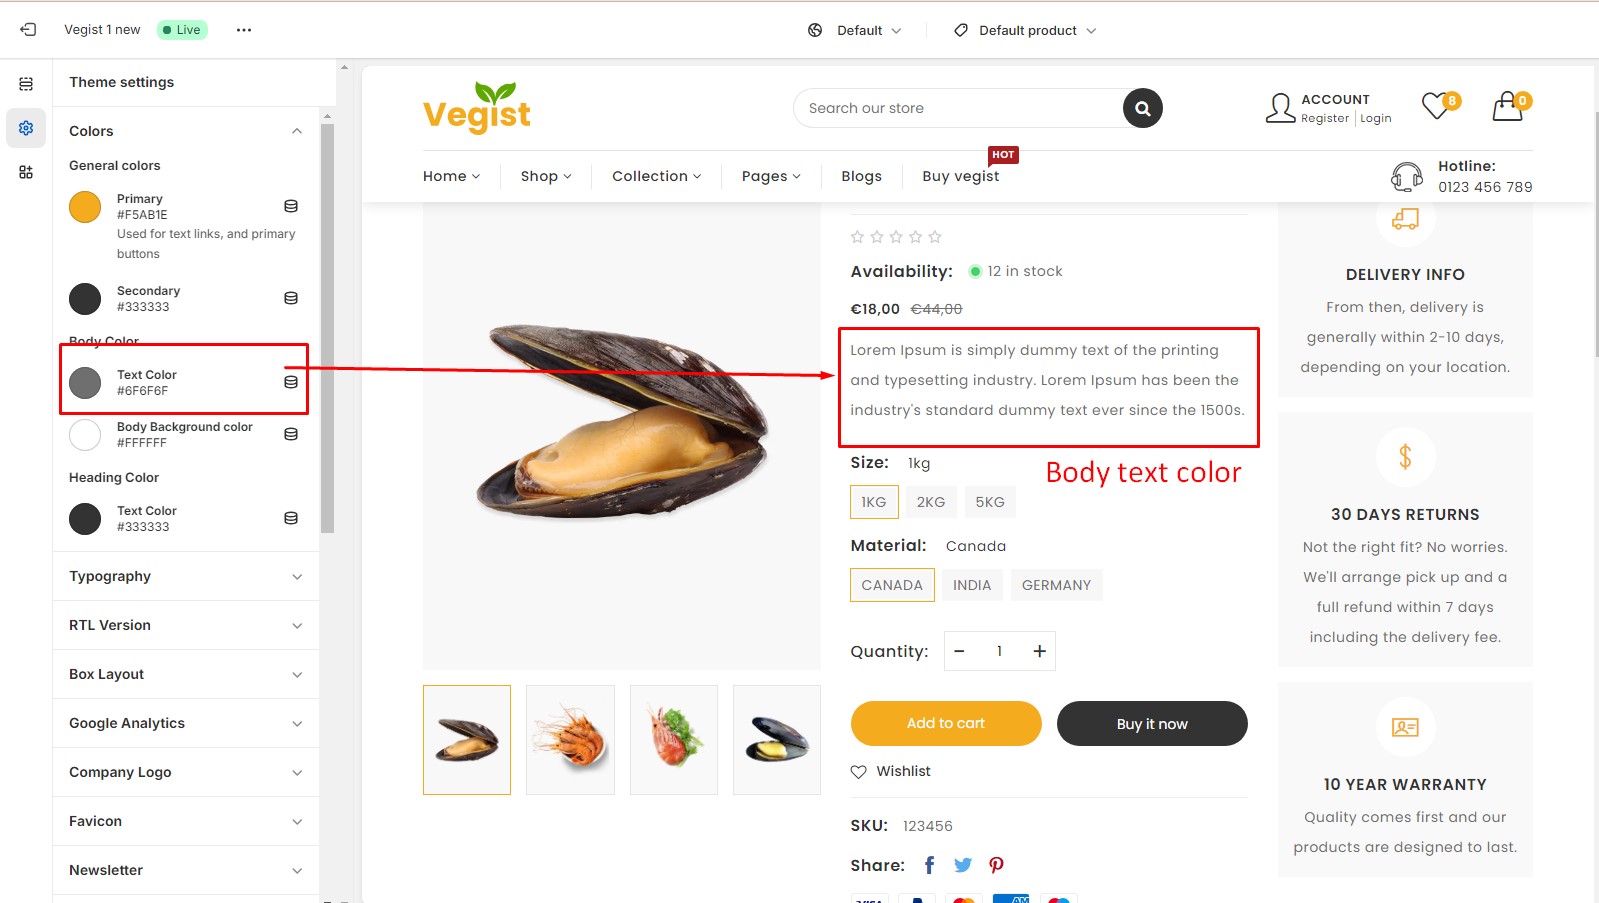 Vegist 1 new
Live
Default
Default product
Theme settings
Colors
General colors
Primary
#F5AB1E
Used for text links, and primary
buttons
Secondary
#333333
Body Color
Text Color
#6F6F6F
Body Background color
#FFFFFF
Heading Color
Text Color
#333333
Typography
RTL Version
Box Layout
Google Analytics
Company Logo
Favicon
Newsletter
Vegist
Search our store
ACCOUNT
Register
Login
8
0
Home
Shop
Collection
Pages
Blogs
Buy vegist
HOT
Hotline:
0123 456 789
Availability: 12 in stock
€18,00 €44,00
Lorem Ipsum is simply dummy text of the printing
and typesetting industry. Lorem Ipsum has been the
industry's standard dummy text ever since the 1500s.
Body text color
Size: 1kg
1KG
2KG
5KG
Material: Canada
CANADA
INDIA
GERMANY
Quantity: − 1 +
Add to cart
Buy it now
Wishlist
SKU: 123456
Share:
DELIVERY INFO
From then, delivery is
generally within 2-10 days,
depending on your location.
$
30 DAYS RETURNS
Not the right fit? No worries.
We'll arrange pick up and a
full refund within 7 days
including the delivery fee.
10 YEAR WARRANTY
Quality comes first and our
products are designed to last.